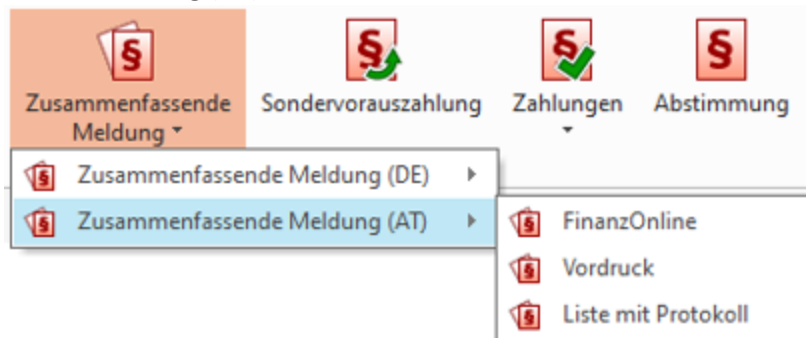 Zusammenfassende
Meldung
Sondervorauszahlung
Zahlungen
Abstimmung
Zusammenfassende Meldung (DE)
Zusammenfassende Meldung (AT)
FinanzOnline
Vordruck
Liste mit Protokoll